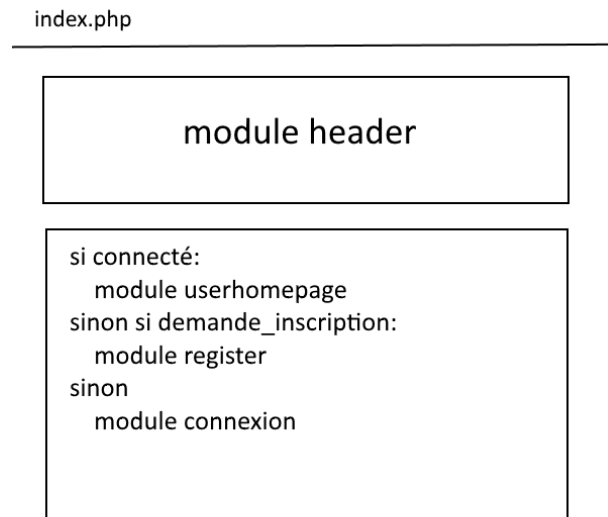 index.php
module header
si connecté:
module userhomepage
sinon si demande_inscription:
module register
sinon
module connexion